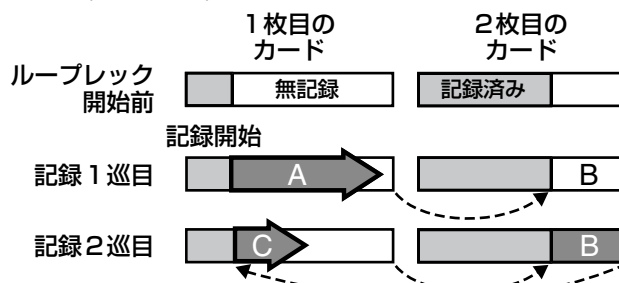 1枚目の
カード
2枚目の
カード
ループレック
開始前
無記録
記録済み
記録開始
記録1巡目
A
B
記録2巡目
C
B